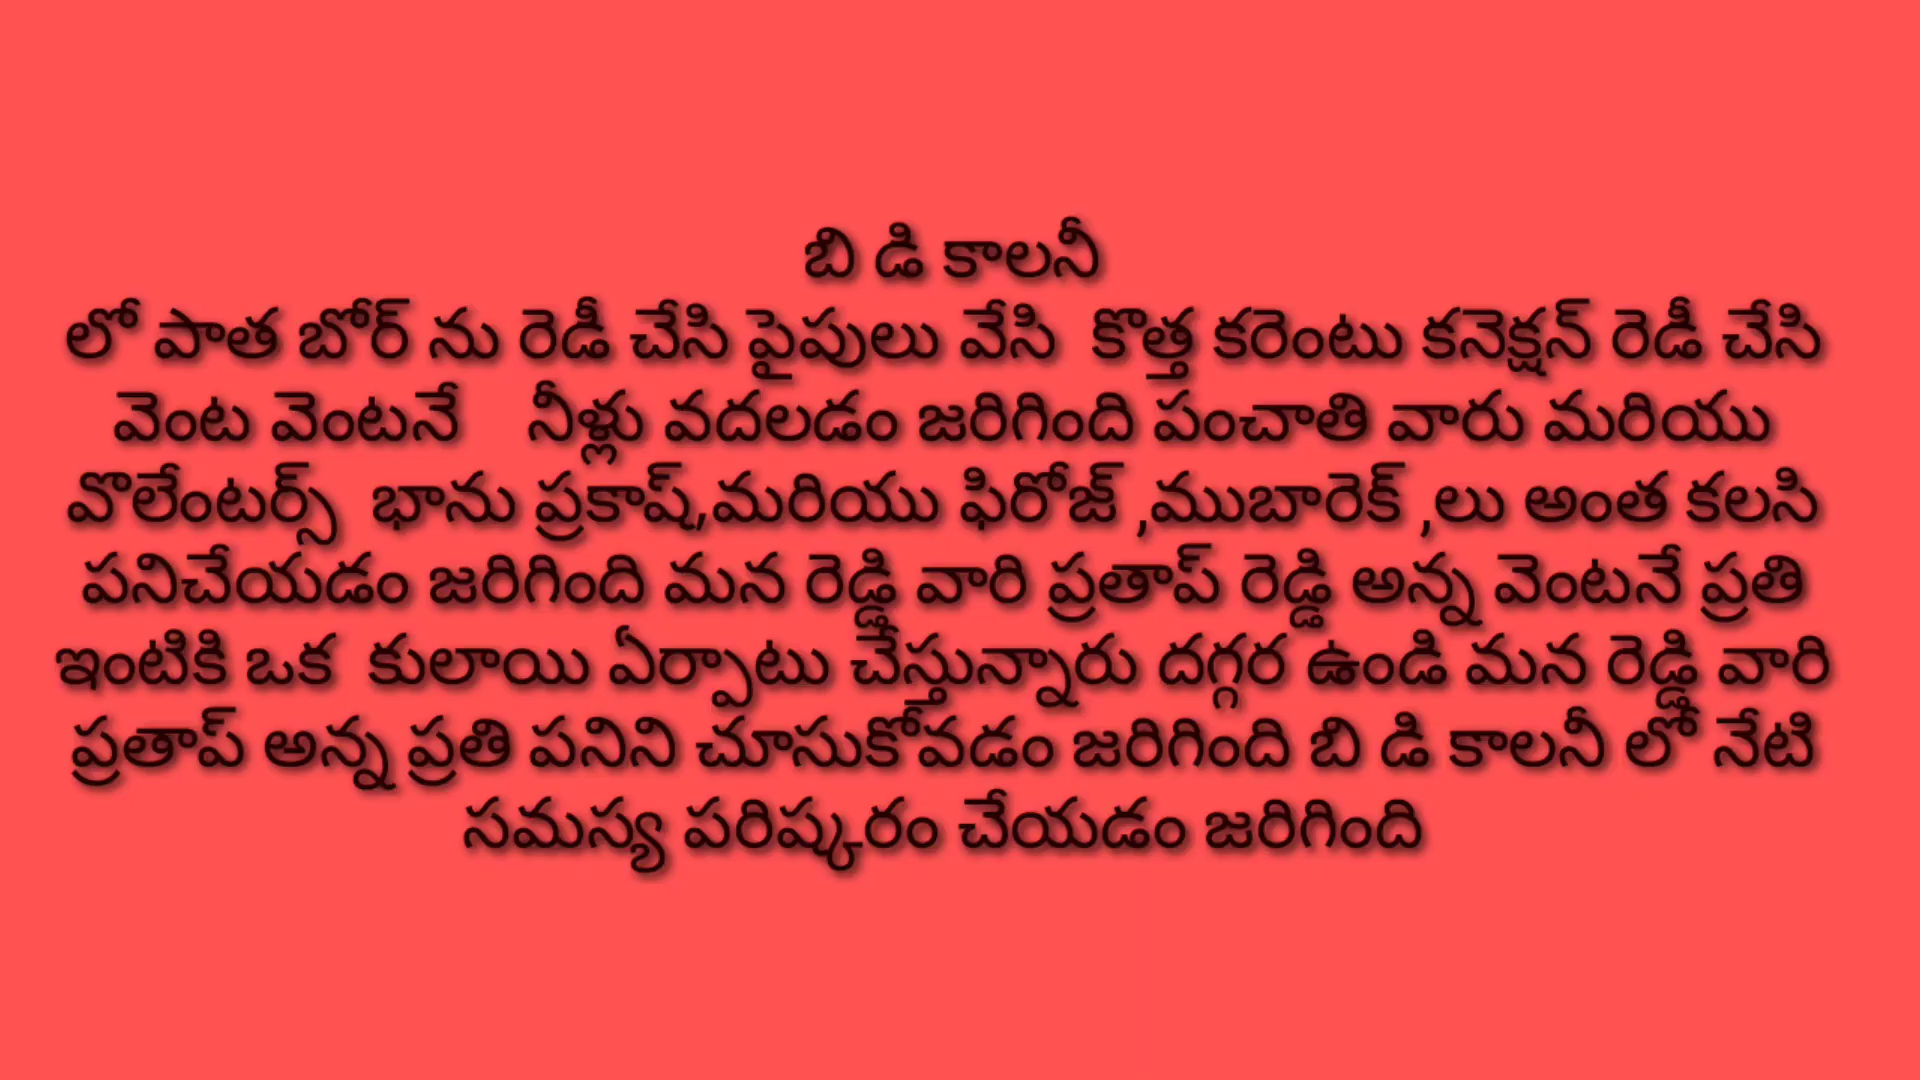 బి డి కాలనీ
లో పాత బోర్ ను రెడీ చేసి పైపులు వేసి కొత్త కరెంటు కనెక్షన్ రెడీ చేసి
వెంట వెంటనే నీళ్లు వదలడం జరిగింది పంచాతి వారు మరియు
వొలేంటర్స్ భాను ప్రకాష్,మరియు ఫిరోజ్ ,ముబారెక్ ,లు అంత కలసి
పనిచేయడం జరిగింది మన రెడ్డి వారి ప్రతాప్ రెడ్డి అన్న వెంటనే ప్రతి
ఇంటికి ఒక కులాయి ఏర్పాటు చేస్తున్నారు దగ్గర ఉండి మన రెడ్డి వారి
ప్రతాప్ అన్న ప్రతి పనిని చూసుకోవడం జరిగింది బి డి కాలనీ లో నేటి
సమస్య పరిష్కరం చేయడం జరిగింది